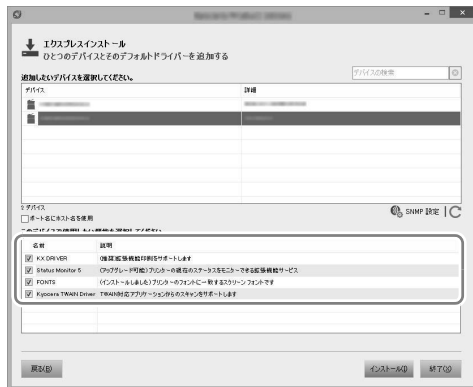 エクスプレスインストール
ひとつのデバイスとそのデフォルトドライバーを追加する
追加したいデバイスを選択してください。
デバイスの検索
デバイス 詳細
2 デバイス
SNMP 設定
ポート名にホスト名を使用
名前 説明
KX DRIVER (推奨)拡張機能印刷をサポートします
Status Monitor 5 (アップグレード可能)プリンターの現在のステータスをモニターできる拡張機能サービス
FONTS (インストールしました)プリンターのフォントに一致するスクリーン フォントです
Kyocera TWAIN Driver TWAIN対応アプリケーションからのスキャンをサポートします
戻る(B)
インストール(I)
終了(X)